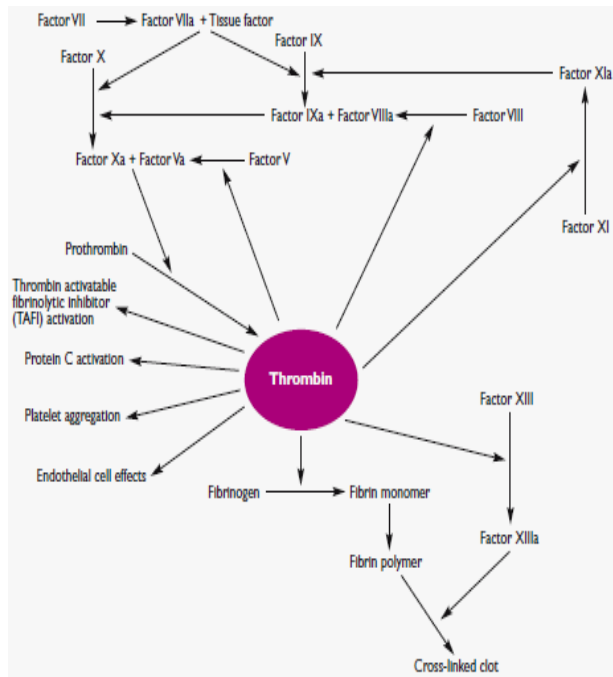 Factor VII
Factor VIIa + Tissue factor
Factor IX
Factor X
Factor XIa
Factor IXa + Factor VIIIa
Factor VIII
Factor Xa + Factor Va
Factor V
Factor XI
Prothrombin
Thrombin activatable
fibrinolytic inhibitor
(TAFI) activation
Protein C activation
Thrombin
Platelet aggregation
Factor XIII
Endothelial cell effects
Fibrinogen
Fibrin monomer
Factor XIIIa
Fibrin polymer
Cross-linked clot